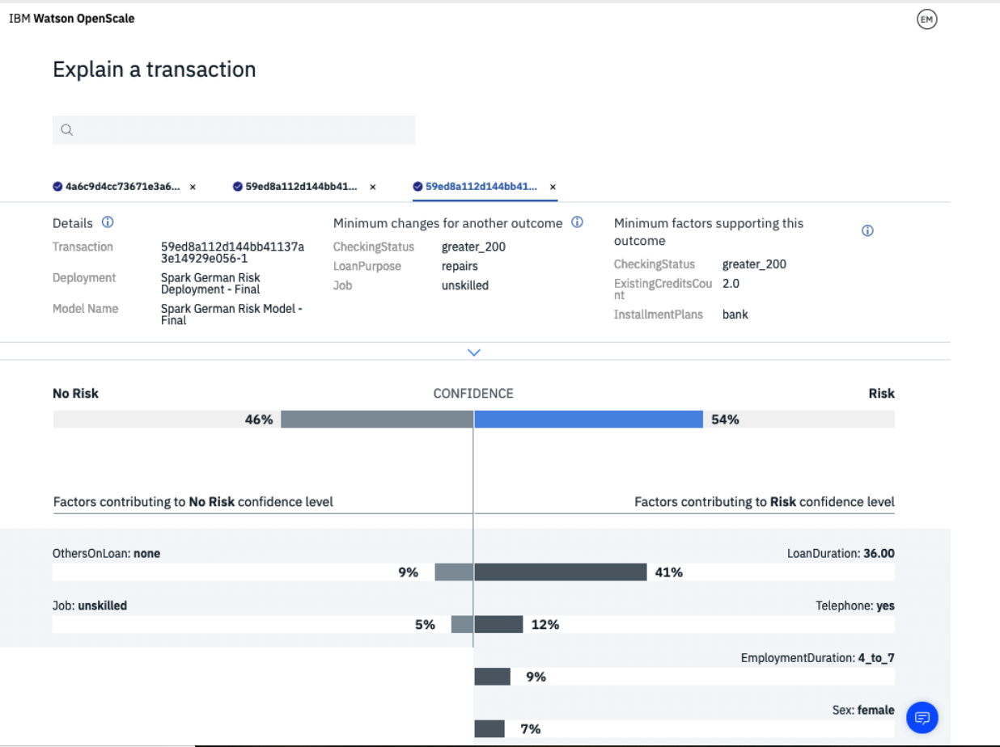 IBM Watson OpenScale
EM
Explain a transaction
4a6c9d4cc73671e3a6... ×
59ed8a112d144bb41... ×
59ed8a112d144bb41... ×
Details
Transaction 59ed8a112d144bb41137a
3e14929e056-1
Deployment Spark German Risk
Deployment - Final
Model Name Spark German Risk Model -
Final
Minimum changes for another outcome
CheckingStatus greater_200
LoanPurpose repairs
Job unskilled
Minimum factors supporting this
outcome
CheckingStatus greater_200
ExistingCreditsCou 2.0
nt
InstallmentPlans bank
No Risk CONFIDENCE Risk
46% 54%
Factors contributing to No Risk confidence level
Factors contributing to Risk confidence level
OthersOnLoan: none LoanDuration: 36.00
9% 41%
Job: unskilled Telephone: yes
5% 12%
EmploymentDuration: 4_to_7
9%
Sex: female
7%